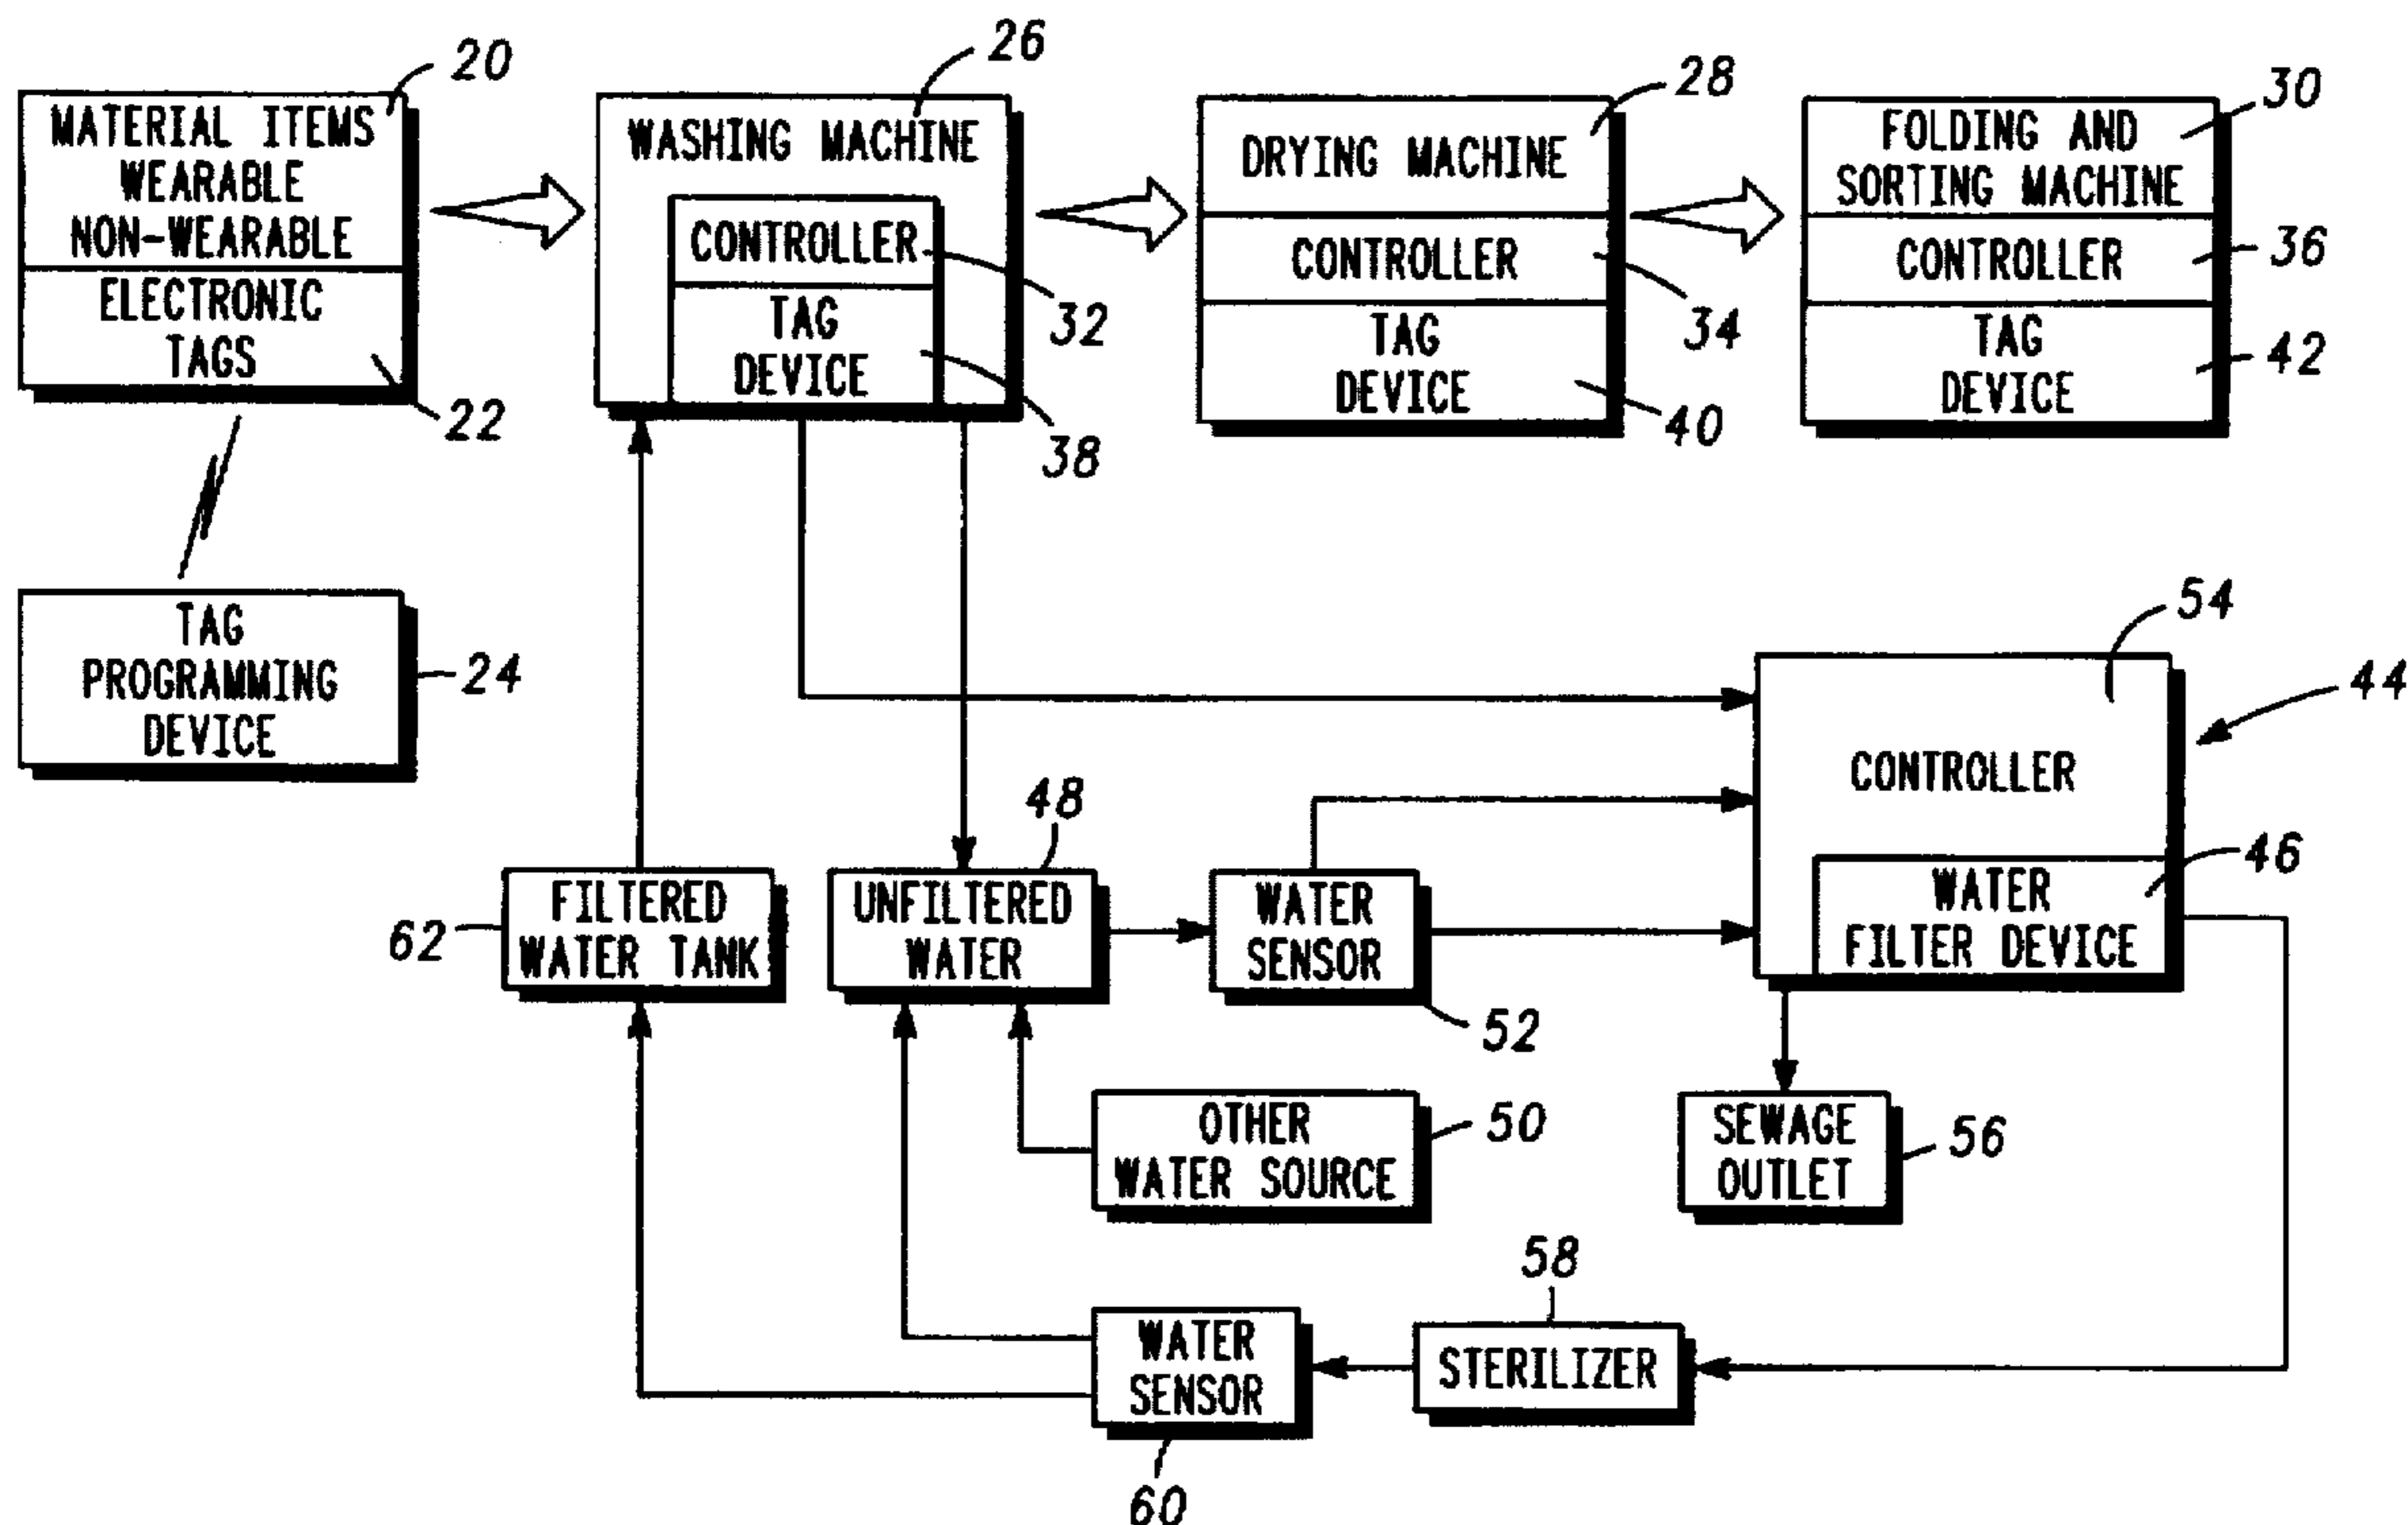 20
MATERIAL ITEMS
WEARABLE
NON-WEARABLE
ELECTRONIC
TAGS
22
26
WASHING MACHINE
CONTROLLER
32
TAG
DEVICE
38
28
DRYING MACHINE
CONTROLLER
34
TAG
DEVICE
40
30
FOLDING AND
SORTING MACHINE
CONTROLLER
36
TAG
DEVICE
42
TAG
PROGRAMMING
DEVICE
24
54
44
CONTROLLER
46
WATER
FILTER DEVICE
62
FILTERED
WATER TANK
48
UNFILTERED
WATER
WATER
SENSOR
52
OTHER
WATER SOURCE
50
SEWAGE
OUTLET
56
58
STERILIZER
WATER
SENSOR
60